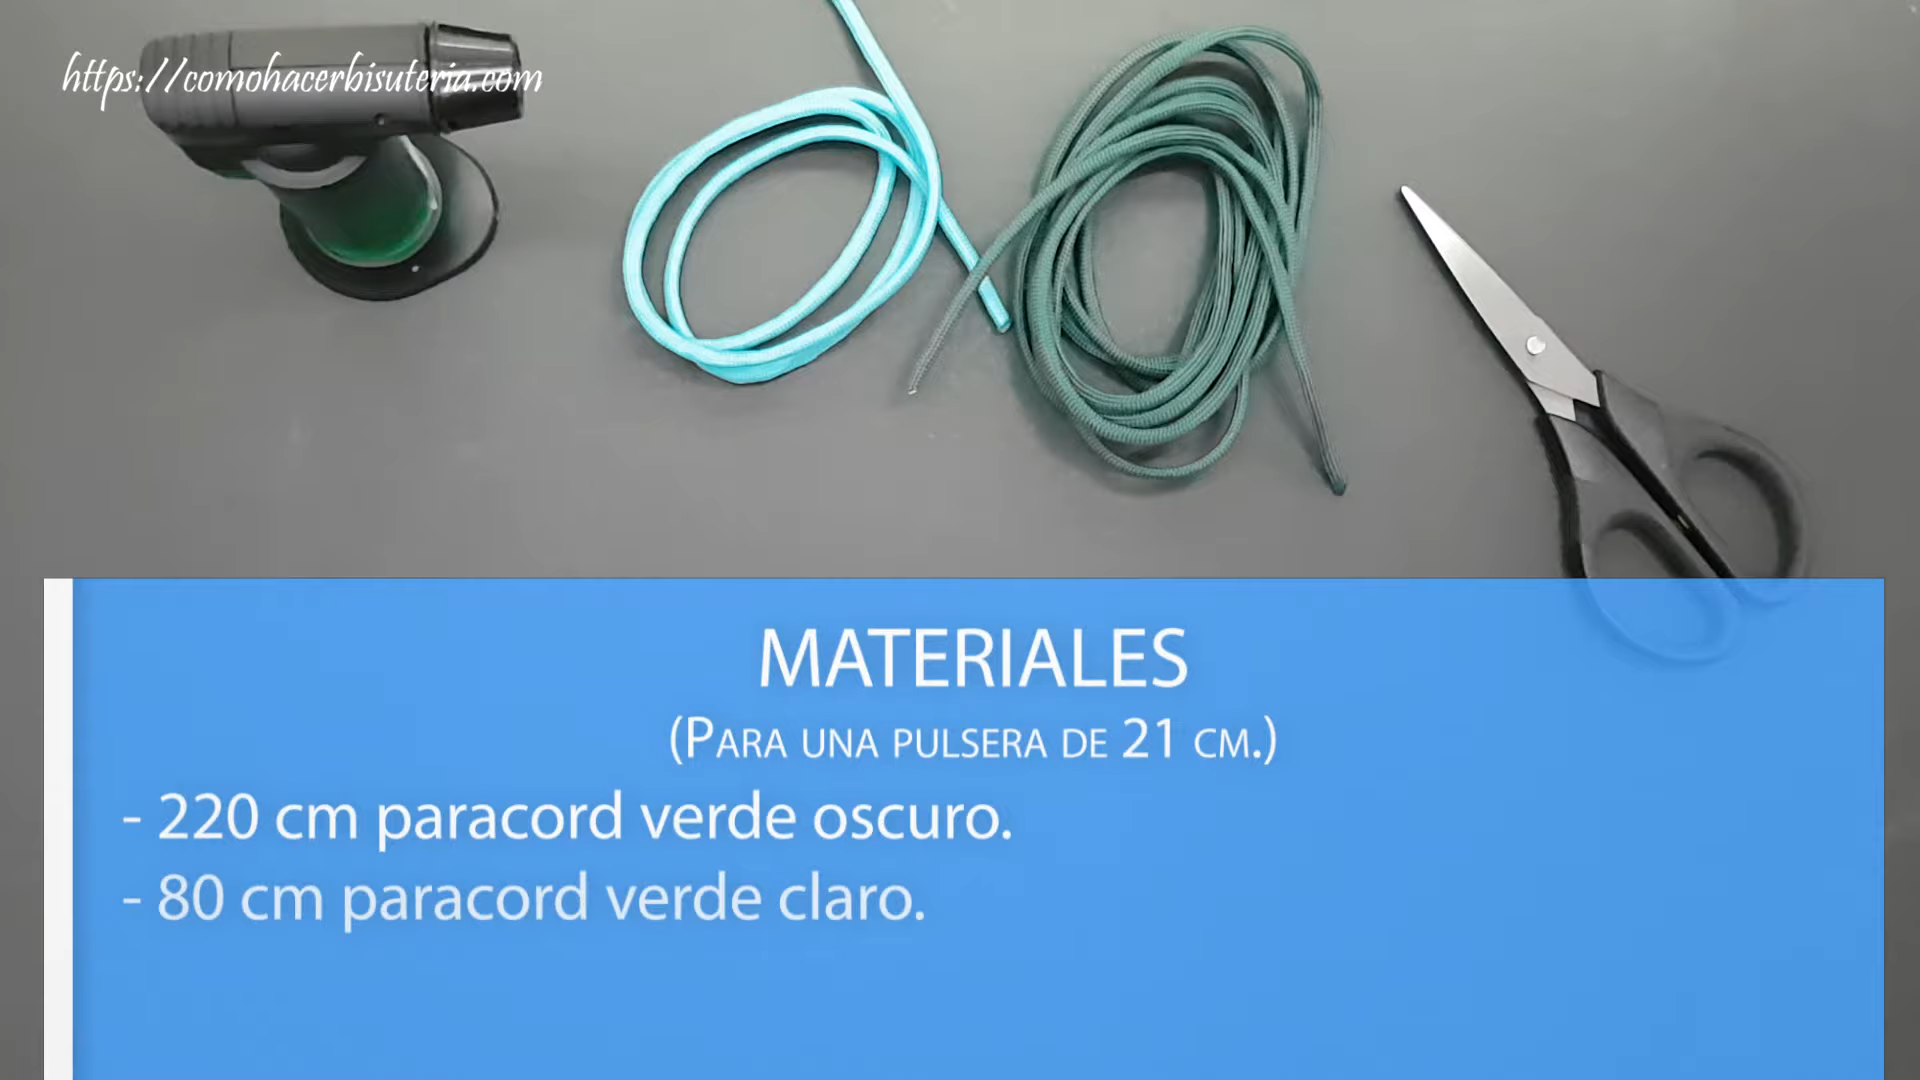 https://comohacerbisuteria.com
MATERIALES
(Para una pulsera de 21 cm.)
- 220 cm paracord verde oscuro.
- 80 cm paracord verde claro.